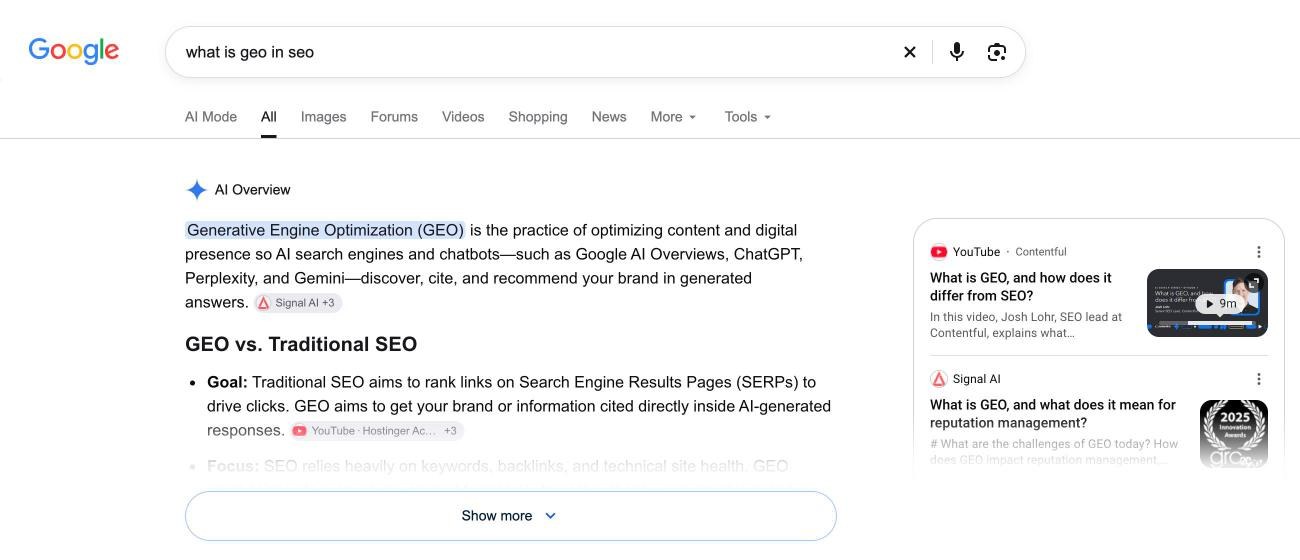 Google
what is geo in seo
AI Mode All Images Forums Videos Shopping News More Tools
AI Overview
Generative Engine Optimization (GEO) is the practice of optimizing content and digital
presence so AI search engines and chatbots—such as Google AI Overviews, ChatGPT,
Perplexity, and Gemini—discover, cite, and recommend your brand in generated
answers. Signal AI +3
GEO vs. Traditional SEO
• Goal: Traditional SEO aims to rank links on Search Engine Results Pages (SERPs) to
drive clicks. GEO aims to get your brand or information cited directly inside AI-generated
responses. YouTube · Hostinger Ac... +3
• Focus: SEO relies heavily on keywords, backlinks, and technical site health. GEO
Show more
YouTube · Contentful
What is GEO, and how does it
differ from SEO?
In this video, Josh Lohr, SEO lead at
Contentful, explains what...
9m
Signal AI
What is GEO, and what does it mean for
reputation management?
# What are the challenges of GEO today? How
does GEO impact reputation management,...
2025
Innovation
Awards